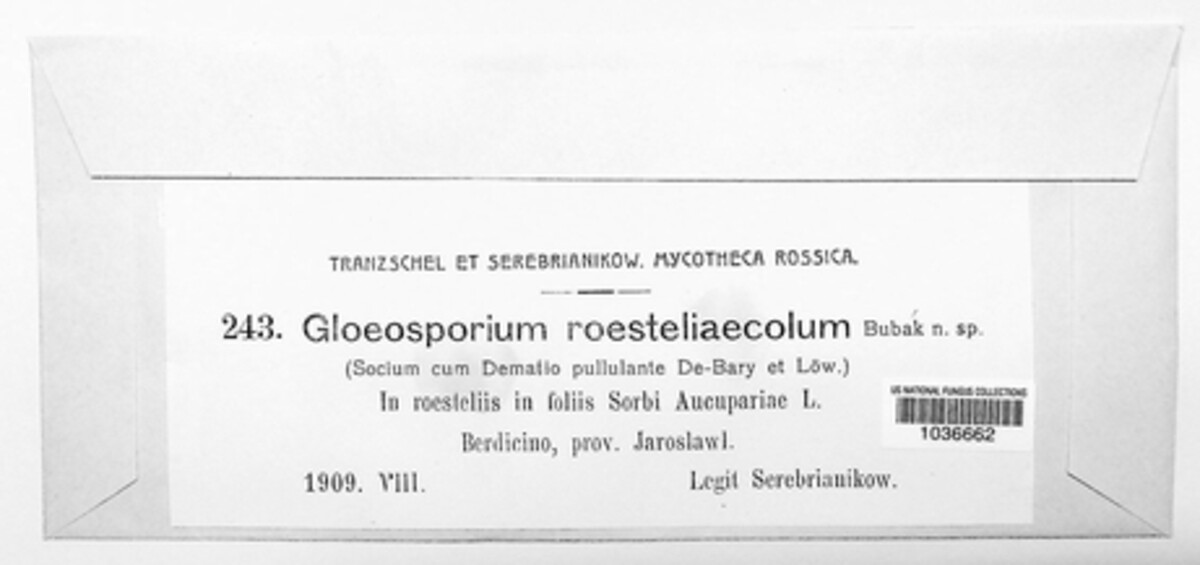 TRANZSCHEL ET SEREBRIANIKOW. MYCOTHECA ROSSICA.
243. Gloeosporium roesteliaecolum Bubák n. sp.
(Socium cum Dematio pullulante De-Bary et Löw.)
In roesteliis in foliis Sorbi Aucupariae L.
Berdicino, prov. Jaroslawl.
1909. VIII. Legit Serebrianikow.
US NATIONAL FUNGUS COLLECTIONS
1036662